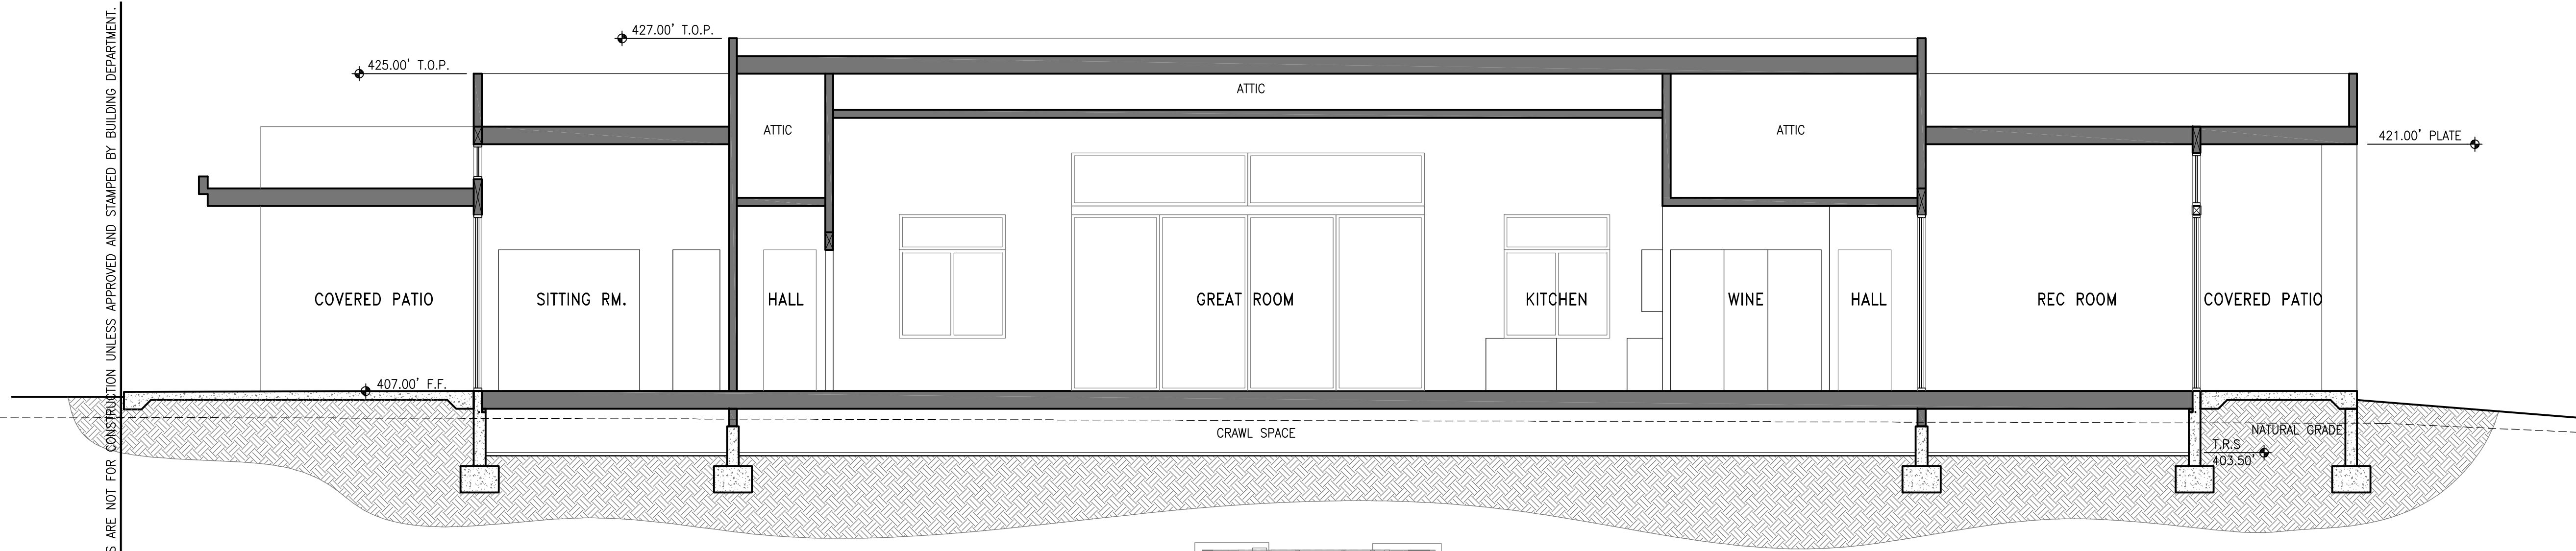 S ARE NOT FOR CONSTRUCTION UNLESS APPROVED AND STAMPED BY BUILDING DEPARTMENT.
427.00' T.O.P.
425.00' T.O.P.
ATTIC
ATTIC
ATTIC
421.00' PLATE
COVERED PATIO
SITTING RM.
HALL
GREAT ROOM
KITCHEN
WINE
HALL
REC ROOM
COVERED PATIO
407.00' F.F.
CRAWL SPACE
NATURAL GRADE
T.R.S
403.50'